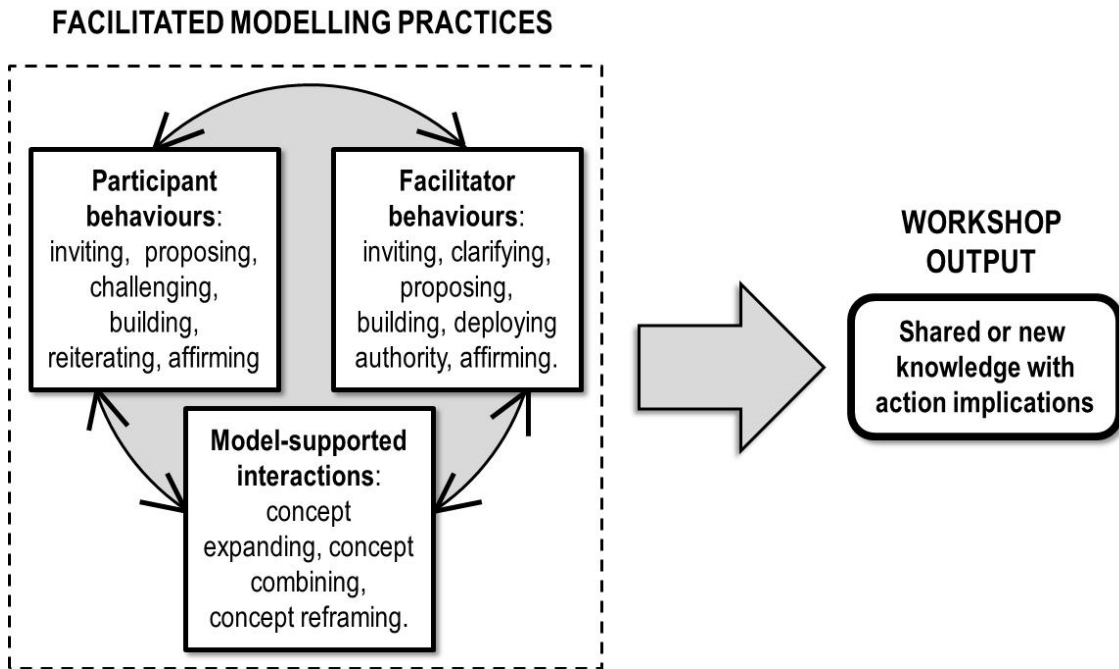 FACILITATED MODELLING PRACTICES
Participant
behaviours:
inviting, proposing,
challenging,
building,
reiterating, affirming
Facilitator
behaviours:
inviting, clarifying,
proposing,
building, deploying
authority, affirming.
Model-supported
interactions:
concept
expanding, concept
combining,
concept reframing.
WORKSHOP
OUTPUT
Shared or new
knowledge with
action implications